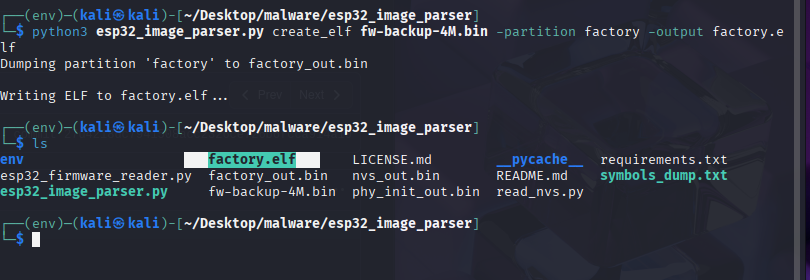 ┌──(env)─(kali㉿kali)-[~/Desktop/malware/esp32_image_parser]
└─$ python3 esp32_image_parser.py create_elf fw-backup-4M.bin -partition factory -output factory.e
lf
Dumping partition 'factory' to factory_out.bin
Writing ELF to factory.elf...
┌──(env)─(kali㉿kali)-[~/Desktop/malware/esp32_image_parser]
└─$ ls
env factory.elf LICENSE.md __pycache__ requirements.txt
esp32_firmware_reader.py factory_out.bin nvs_out.bin README.md symbols_dump.txt
esp32_image_parser.py fw-backup-4M.bin phy_init_out.bin read_nvs.py
┌──(env)─(kali㉿kali)-[~/Desktop/malware/esp32_image_parser]
└─$